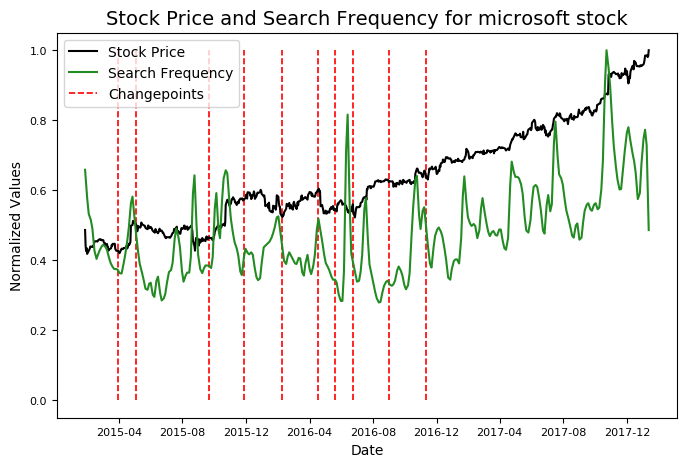 Stock Price and Search Frequency for microsoft stock
Stock Price
Search Frequency
Changepoints
Normalized Values
1.0
0.8
0.6
0.4
0.2
0.0
2015-04 2015-08 2015-12 2016-04 2016-08 2016-12 2017-04 2017-08 2017-12
Date